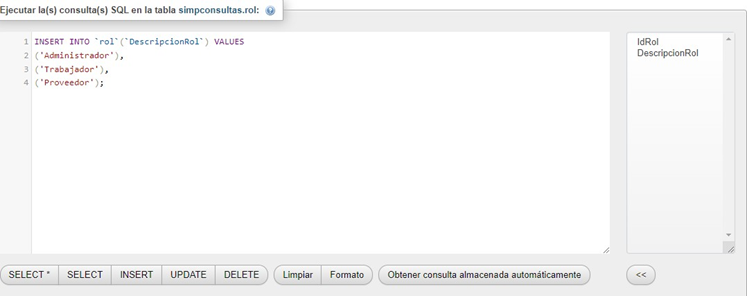 Ejecutar la(s) consulta(s) SQL en la tabla simpconsultas.rol:
1 INSERT INTO `rol`(`DescripcionRol`) VALUES
2 ('Administrador'),
3 ('Trabajador'),
4 ('Proveedor');
IdRol
DescripcionRol
SELECT * SELECT INSERT UPDATE DELETE Limpiar Formato Obtener consulta almacenada automáticamente <<